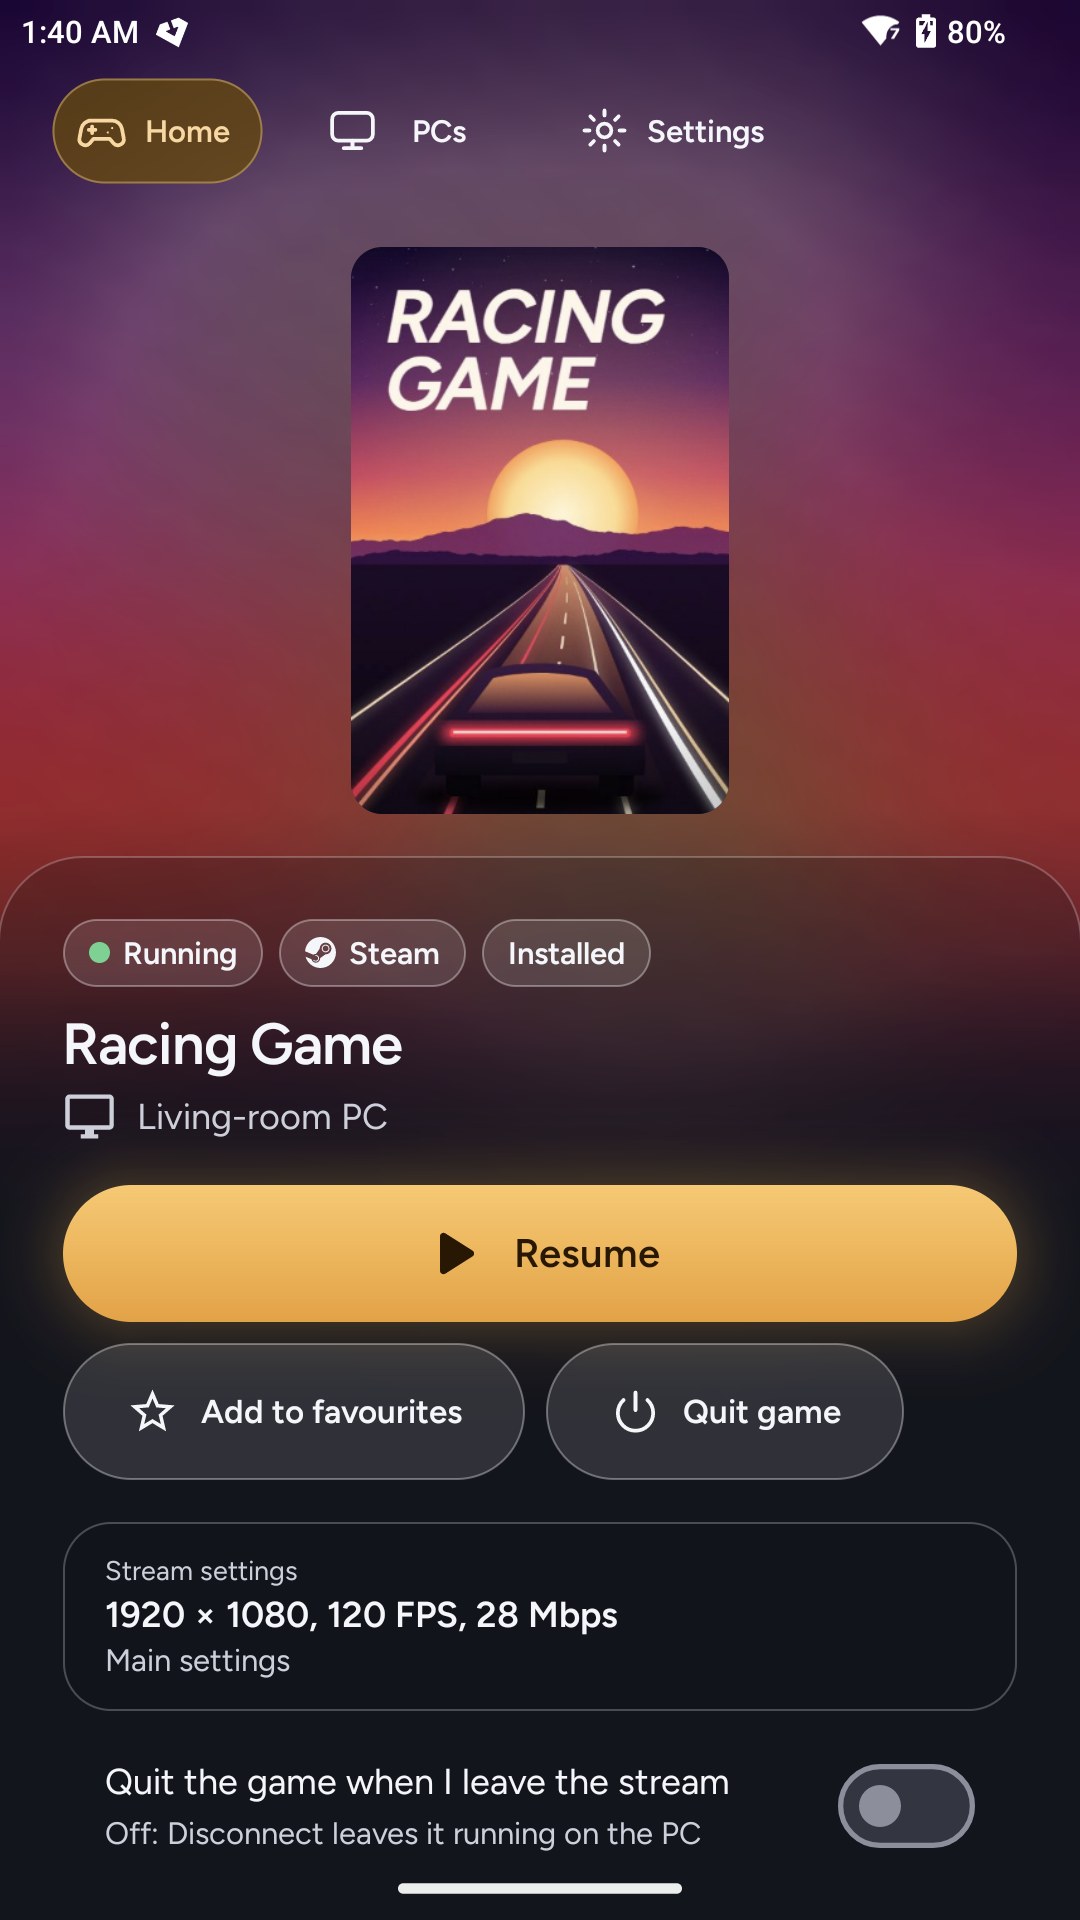 1:40 AM
7
80%
Home
PCs
Settings
RACING
GAME
Running
Steam
Installed
Racing Game
Living-room PC
Resume
Add to favourites
Quit game
Stream settings
1920 × 1080, 120 FPS, 28 Mbps
Main settings
Quit the game when I leave the stream
Off: Disconnect leaves it running on the PC